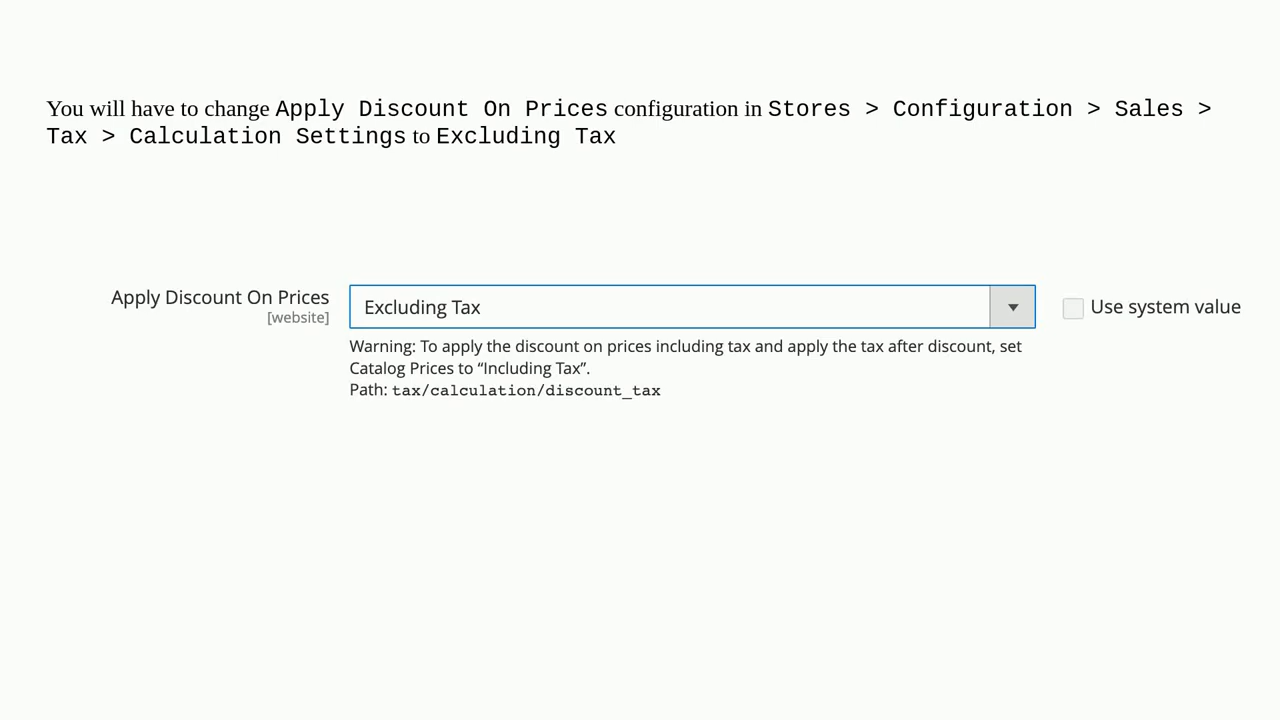 You will have to change Apply Discount On Prices configuration in Stores > Configuration > Sales >
Tax > Calculation Settings to Excluding Tax
Apply Discount On Prices
[website]
Excluding Tax
Use system value
Warning: To apply the discount on prices including tax and apply the tax after discount, set
Catalog Prices to “Including Tax”.
Path: tax/calculation/discount_tax